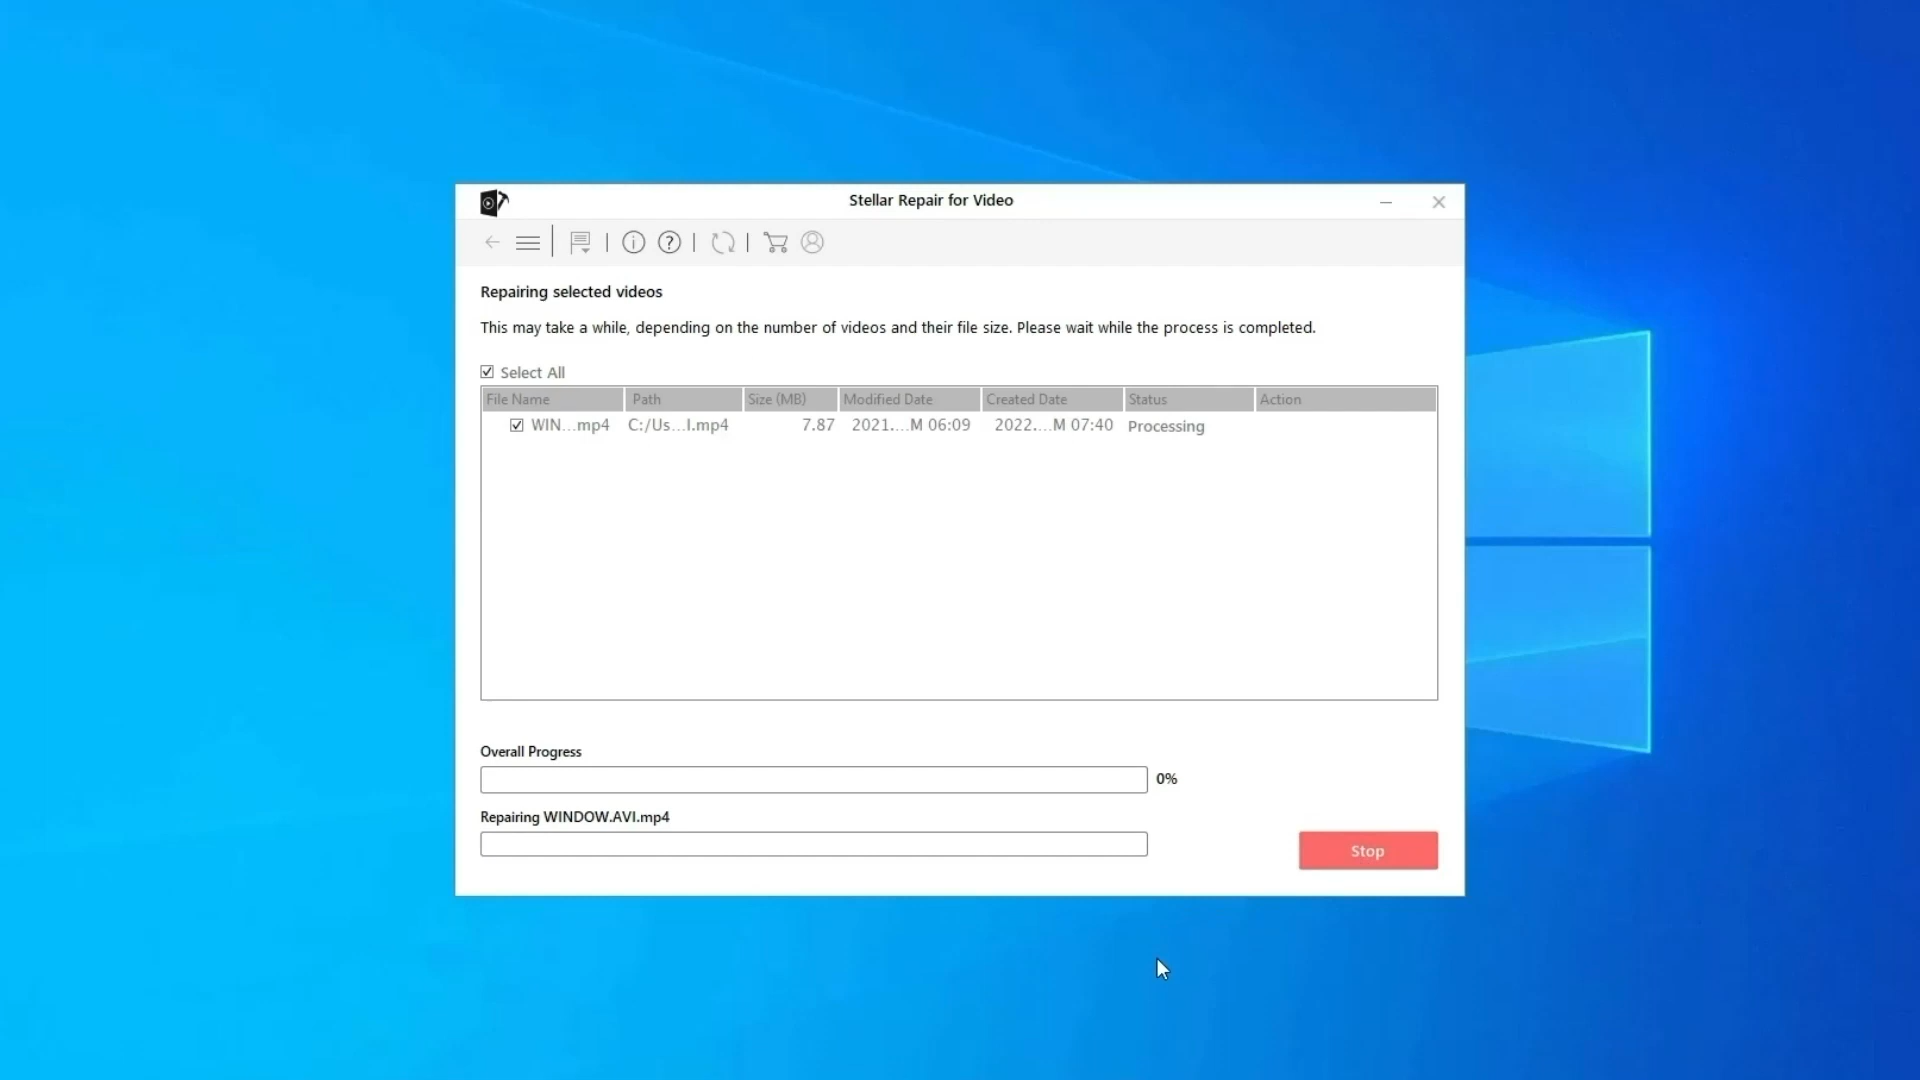 Stellar Repair for Video
Repairing selected videos
This may take a while, depending on the number of videos and their file size. Please wait while the process is completed.
Select All
File Name Path Size (MB) Modified Date Created Date Status Action
WIN...mp4 C:/Us...I.mp4 7.87 2021....M 06:09 2022....M 07:40 Processing
Overall Progress
0%
Repairing WINDOW.AVI.mp4
Stop